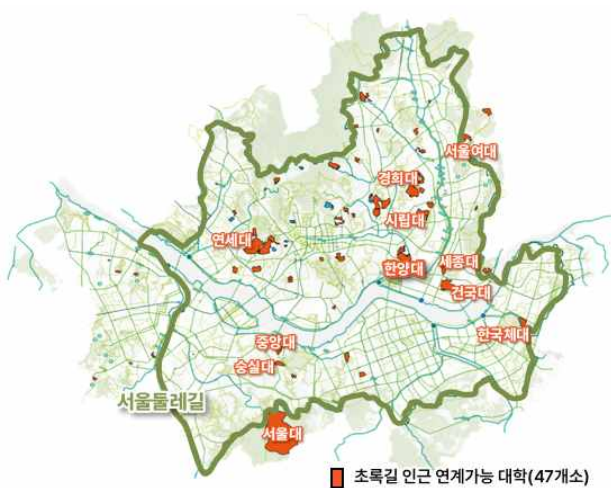 서울여대
경희대
시립대
연세대
한양대
세종대
건국대
한국체대
중앙대
숭실대
서울둘레길
서울대
초록길 인근 연계가능 대학(47개소)